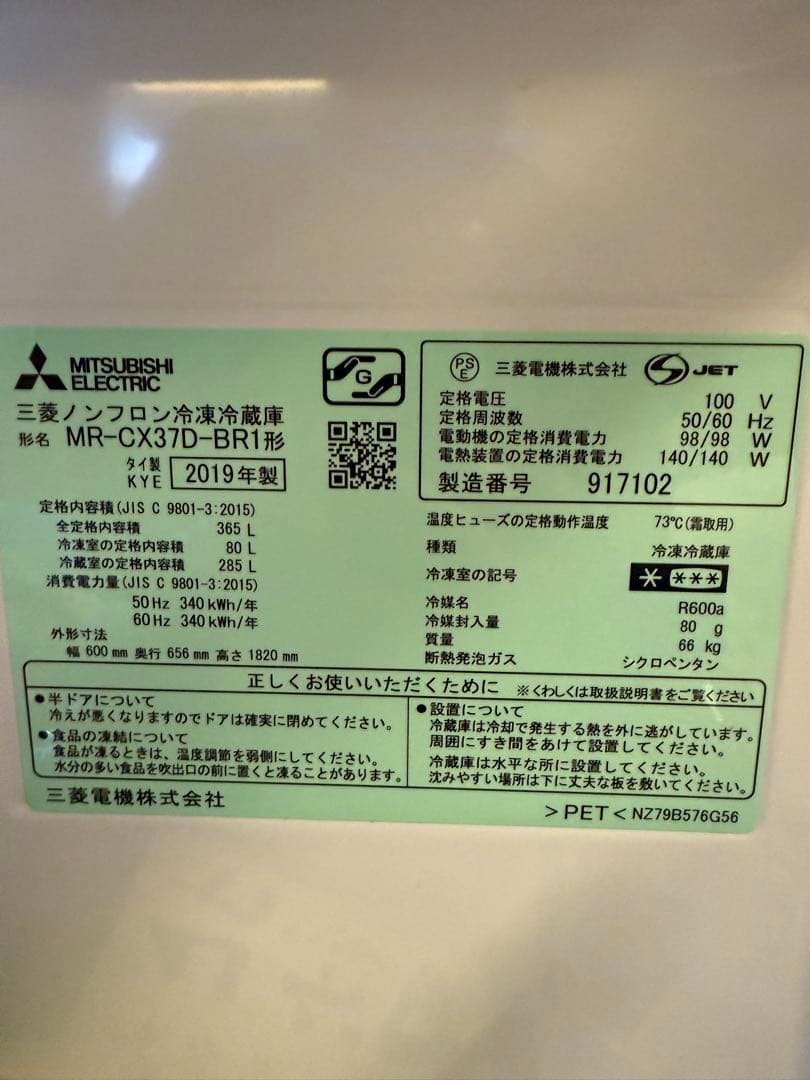 MITSUBISHI
ELECTRIC
三菱ノンフロン冷凍冷蔵庫
形名 MR-CX37D-BR1形
タイ製
KYE 2019年製
G
定格内容積(JIS C 9801-3:2015)
全定格内容積 365 L
冷凍室の定格内容積 80 L
冷蔵室の定格内容積 285 L
消費電力量(JIS C 9801-3:2015)
50Hz 340kWh/年
60Hz 340kWh/年
外形寸法
幅 600mm 奥行 656mm 高さ 1820mm
PS
E 三菱電機株式会社 JET
定格電圧 100 V
定格周波数 50/60 Hz
電動機の定格消費電力 98/98 W
電熱装置の定格消費電力 140/140 W
製造番号 917102
温度ヒューズの定格動作温度 73℃(霜取用)
種類 冷凍冷蔵庫
冷凍室の記号 * ***
冷媒名 R600a
冷媒封入量 80 g
質量 66 kg
断熱発泡ガス シクロペンタン
正しくお使いいただくために ※くわしくは取扱説明書をご覧ください
●半ドアについて
冷えが悪くなりますのでドアは確実に閉めてください。
●食品の凍結について
食品が凍るときは、温度調節を弱側にしてください。
水分の多い食品を吹出口の前に置くと凍ることがあります。
●設置について
冷蔵庫は冷却で発生する熱を外に逃がしています。
周囲にすき間をあけて設置してください。
冷蔵庫は水平な所に設置してください。
沈みやすい場所は下に丈夫な板を敷いてください。
三菱電機株式会社
>PET< NZ79B576G56